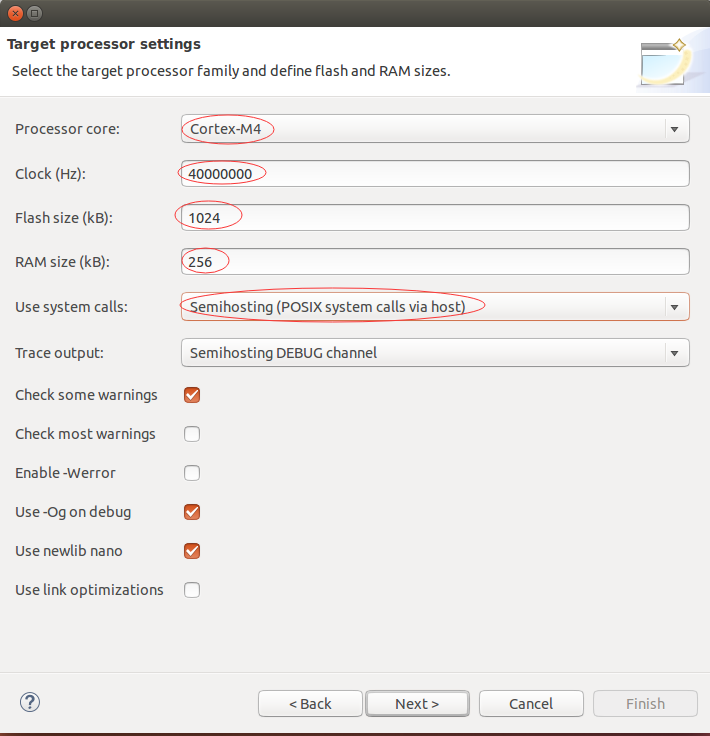 Target processor settings
Select the target processor family and define flash and RAM sizes.
Processor core: Cortex-M4
Clock (Hz): 40000000
Flash size (kB): 1024
RAM size (kB): 256
Use system calls: Semihosting (POSIX system calls via host)
Trace output: Semihosting DEBUG channel
Check some warnings
Check most warnings
Enable -Werror
Use -Og on debug
Use newlib nano
Use link optimizations
? < Back Next > Cancel Finish